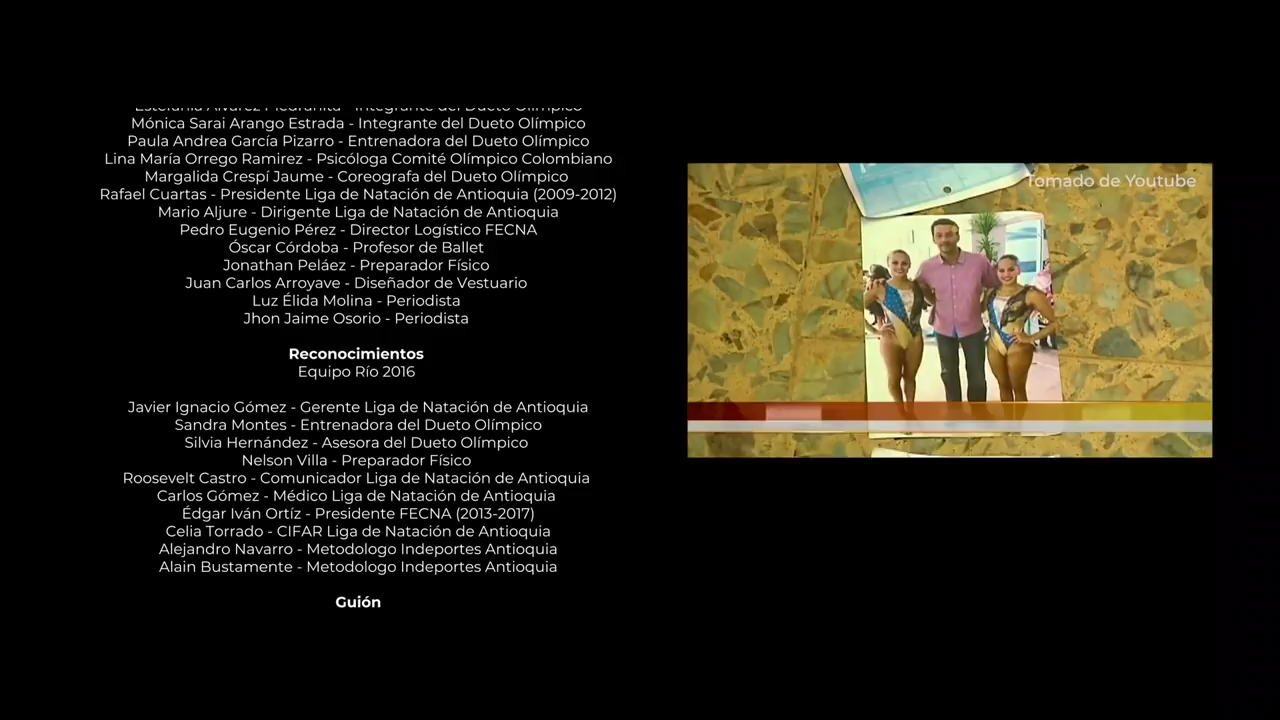 Mónica Sarai Arango Estrada - Integrante del Dueto Olímpico
Paula Andrea García Pizarro - Entrenadora del Dueto Olímpico
Lina María Orrego Ramirez - Psicóloga Comité Olímpico Colombiano
Margalida Crespí Jaume - Coreografa del Dueto Olímpico
Rafael Cuartas - Presidente Liga de Natación de Antioquia (2009-2012)
Mario Aljure - Dirigente Liga de Natación de Antioquia
Pedro Eugenio Pérez - Director Logístico FECNA
Óscar Córdoba - Profesor de Ballet
Jonathan Peláez - Preparador Físico
Juan Carlos Arroyave - Diseñador de Vestuario
Luz Élida Molina - Periodista
Jhon Jaime Osorio - Periodista
Reconocimientos
Equipo Río 2016
Javier Ignacio Gómez - Gerente Liga de Natación de Antioquia
Sandra Montes - Entrenadora del Dueto Olímpico
Silvia Hernández - Asesora del Dueto Olímpico
Nelson Villa - Preparador Físico
Roosevelt Castro - Comunicador Liga de Natación de Antioquia
Carlos Gómez - Médico Liga de Natación de Antioquia
Édgar Iván Ortíz - Presidente FECNA (2013-2017)
Celia Torrado - CIFAR Liga de Natación de Antioquia
Alejandro Navarro - Metodologo Indeportes Antioquia
Alain Bustamente - Metodologo Indeportes Antioquia
Guión
Tomado de Youtube